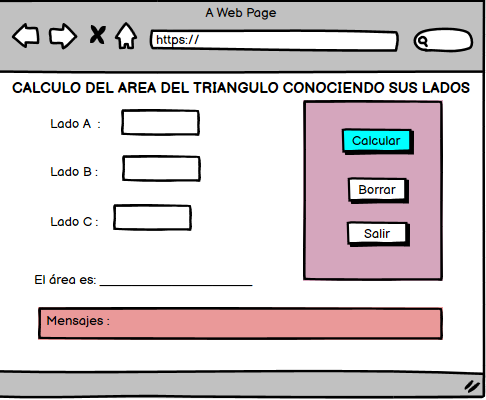 A Web Page
https://
CALCULO DEL AREA DEL TRIANGULO CONOCIENDO SUS LADOS
Lado A :
Calcular
Lado B :
Borrar
Lado C :
Salir
El área es: ___________________
Mensajes :